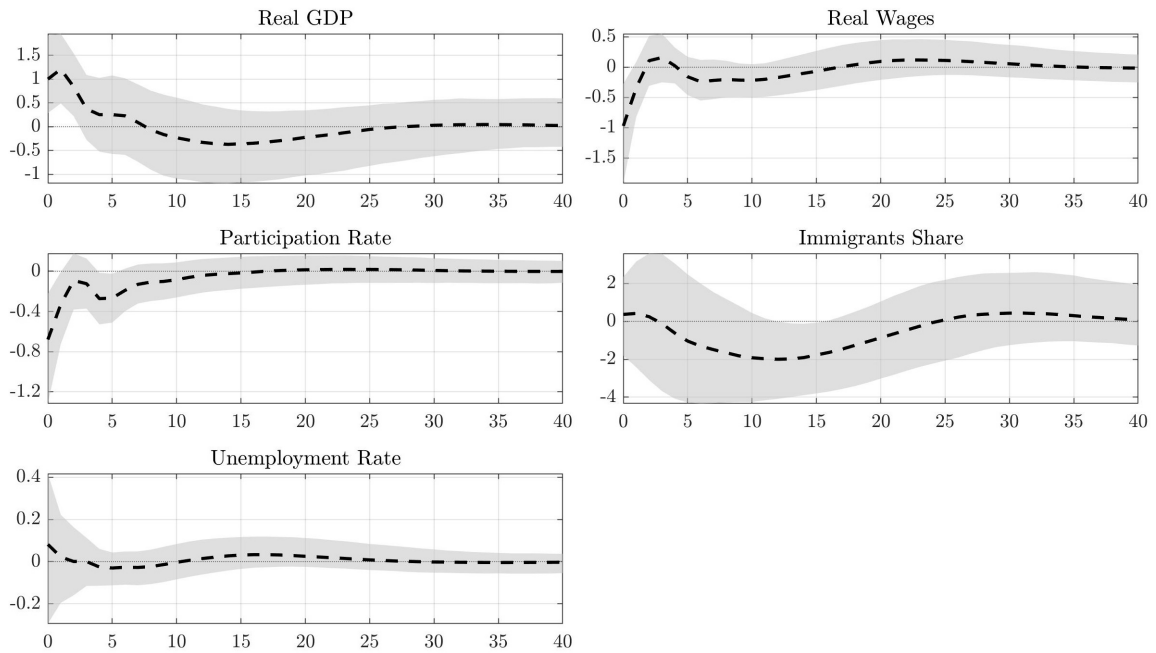 Real GDP
1.5
1
0.5
0
-0.5
-1
0 5 10 15 20 25 30 35 40
Real Wages
0.5
0
-0.5
-1
-1.5
0 5 10 15 20 25 30 35 40
Participation Rate
0
-0.4
-0.8
-1.2
0 5 10 15 20 25 30 35 40
Immigrants Share
2
0
-2
-4
0 5 10 15 20 25 30 35 40
Unemployment Rate
0.4
0.2
0
-0.2
0 5 10 15 20 25 30 35 40